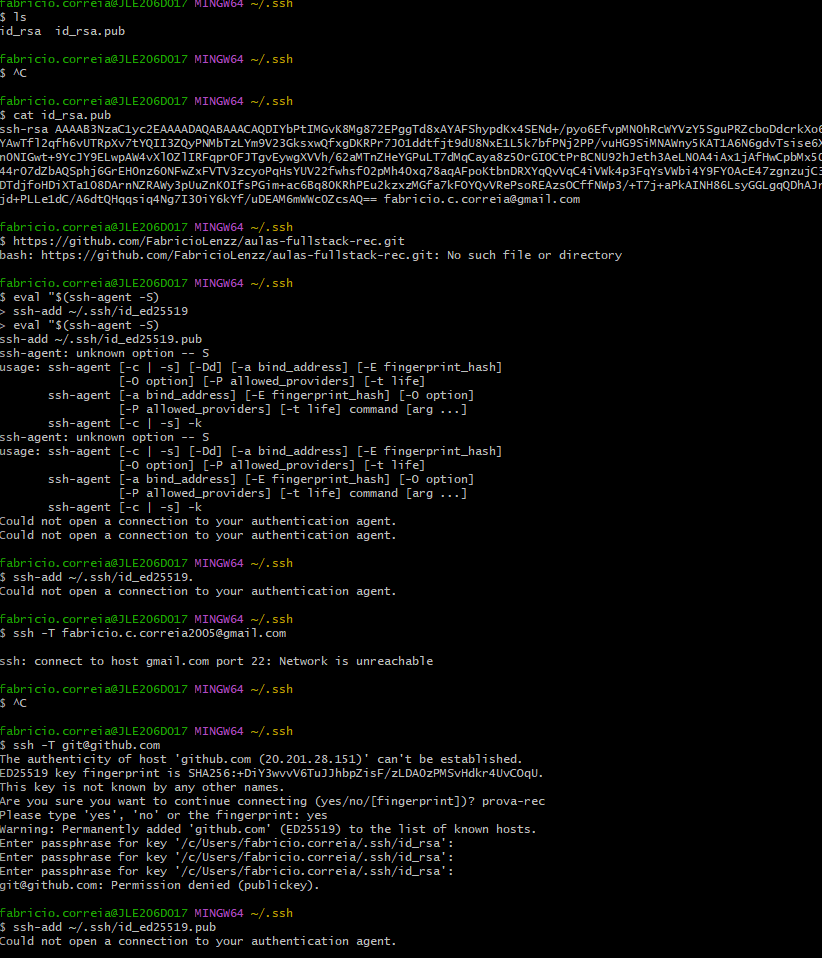 fabricio.correia@JLE206D017 MINGW64 ~/.ssh
$ ls
id_rsa  id_rsa.pub
fabricio.correia@JLE206D017 MINGW64 ~/.ssh
$ ^C
fabricio.correia@JLE206D017 MINGW64 ~/.ssh
$ cat id_rsa.pub
ssh-rsa
fabricio.c.correia@gmail.com
fabricio.correia@JLE206D017 MINGW64 ~/.ssh
$ https://github.com/FabricioLenzz/aulas-fullstack-rec.git
bash: https://github.com/FabricioLenzz/aulas-fullstack-rec.git: No such file or directory
fabricio.correia@JLE206D017 MINGW64 ~/.ssh
$ eval "$(ssh-agent -S)
> ssh-add ~/.ssh/id_ed25519
> eval "$(ssh-agent -S)
ssh-add ~/.ssh/id_ed25519.pub
ssh-agent: unknown option -- S
usage: ssh-agent [-c | -s] [-Dd] [-a bind_address] [-E fingerprint_hash]
[-O option] [-P allowed_providers] [-t life]
ssh-agent [-a bind_address] [-E fingerprint_hash] [-O option]
[-P allowed_providers] [-t life] command [arg ...]
ssh-agent [-c | -s] -k
ssh-agent: unknown option -- S
usage: ssh-agent [-c | -s] [-Dd] [-a bind_address] [-E fingerprint_hash]
[-O option] [-P allowed_providers] [-t life]
ssh-agent [-a bind_address] [-E fingerprint_hash] [-O option]
[-P allowed_providers] [-t life] command [arg ...]
ssh-agent [-c | -s] -k
Could not open a connection to your authentication agent.
Could not open a connection to your authentication agent.
fabricio.correia@JLE206D017 MINGW64 ~/.ssh
$ ssh-add ~/.ssh/id_ed25519.
Could not open a connection to your authentication agent.
fabricio.correia@JLE206D017 MINGW64 ~/.ssh
$ ssh -T fabricio.c.correia2005@gmail.com
ssh: connect to host gmail.com port 22: Network is unreachable
fabricio.correia@JLE206D017 MINGW64 ~/.ssh
$ ^C
fabricio.correia@JLE206D017 MINGW64 ~/.ssh
$ ssh -T git@github.com
The authenticity of host 'github.com (20.201.28.151)' can't be established.
ED25519 key fingerprint is SHA256:+DiY3wvvV6TuJJhbpZisF/zLDA0zPMSvHdkr4UvCOqU.
This key is not known by any other names.
Are you sure you want to continue connecting (yes/no/[fingerprint])? prova-rec
Please type 'yes', 'no' or the fingerprint: yes
Warning: Permanently added 'github.com' (ED25519) to the list of known hosts.
Enter passphrase for key '/c/Users/fabricio.correia/.ssh/id_rsa':
Enter passphrase for key '/c/Users/fabricio.correia/.ssh/id_rsa':
Enter passphrase for key '/c/Users/fabricio.correia/.ssh/id_rsa':
git@github.com: Permission denied (publickey).
fabricio.correia@JLE206D017 MINGW64 ~/.ssh
$ ssh-add ~/.ssh/id_ed25519.pub
Could not open a connection to your authentication agent.